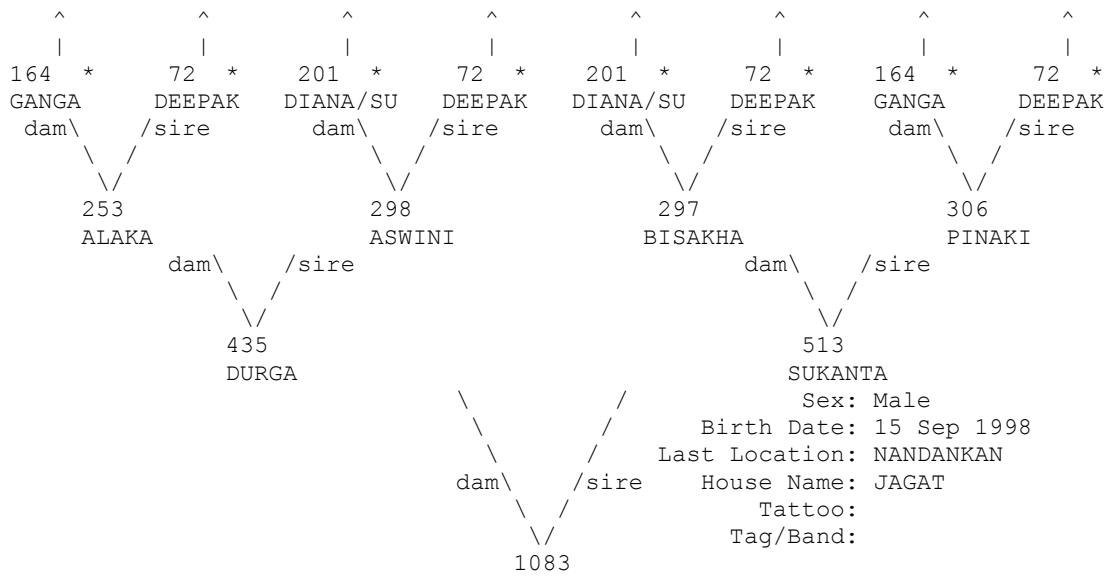 ^ ^ ^ ^ ^ ^ ^ ^
| | | | | | | |
164 * 72 * 201 * 72 * 201 * 72 * 164 * 72 *
GANGA DEEPAK DIANA/SU DEEPAK DIANA/SU DEEPAK GANGA DEEPAK
dam\ /sire dam\ /sire dam\ /sire dam\ /sire
\ / \ / \ / \ /
\/ \/ \/ \/
253 298 297 306
ALAKA ASWINI BISAKHA PINAKI
dam\ /sire dam\ /sire
\ / \ /
\/ \/
435 513
DURGA SUKANTA
\ / Sex: Male
\ / Birth Date: 15 Sep 1998
\ / Last Location: NANDANKAN
dam\ /sire House Name: JAGAT
\ / Tattoo:
\/ Tag/Band:
1083